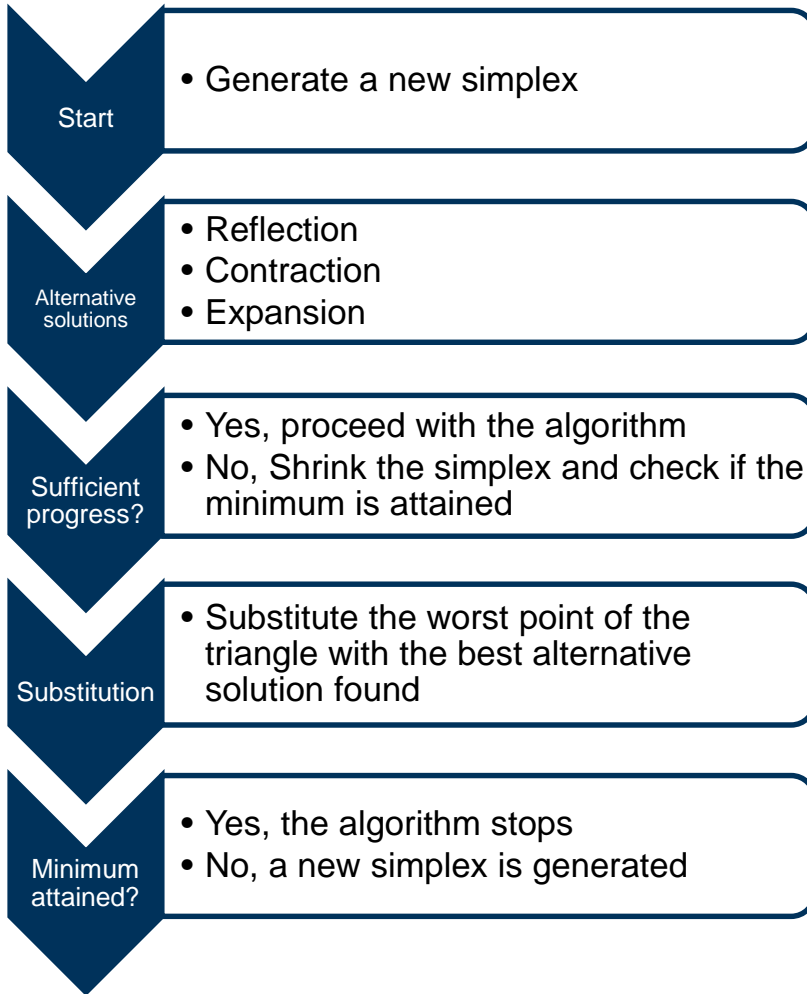 Start
• Generate a new simplex
Alternative
solutions
• Reflection
• Contraction
• Expansion
Sufficient
progress?
• Yes, proceed with the algorithm
• No, Shrink the simplex and check if the
minimum is attained
Substitution
• Substitute the worst point of the
triangle with the best alternative
solution found
Minimum
attained?
• Yes, the algorithm stops
• No, a new simplex is generated